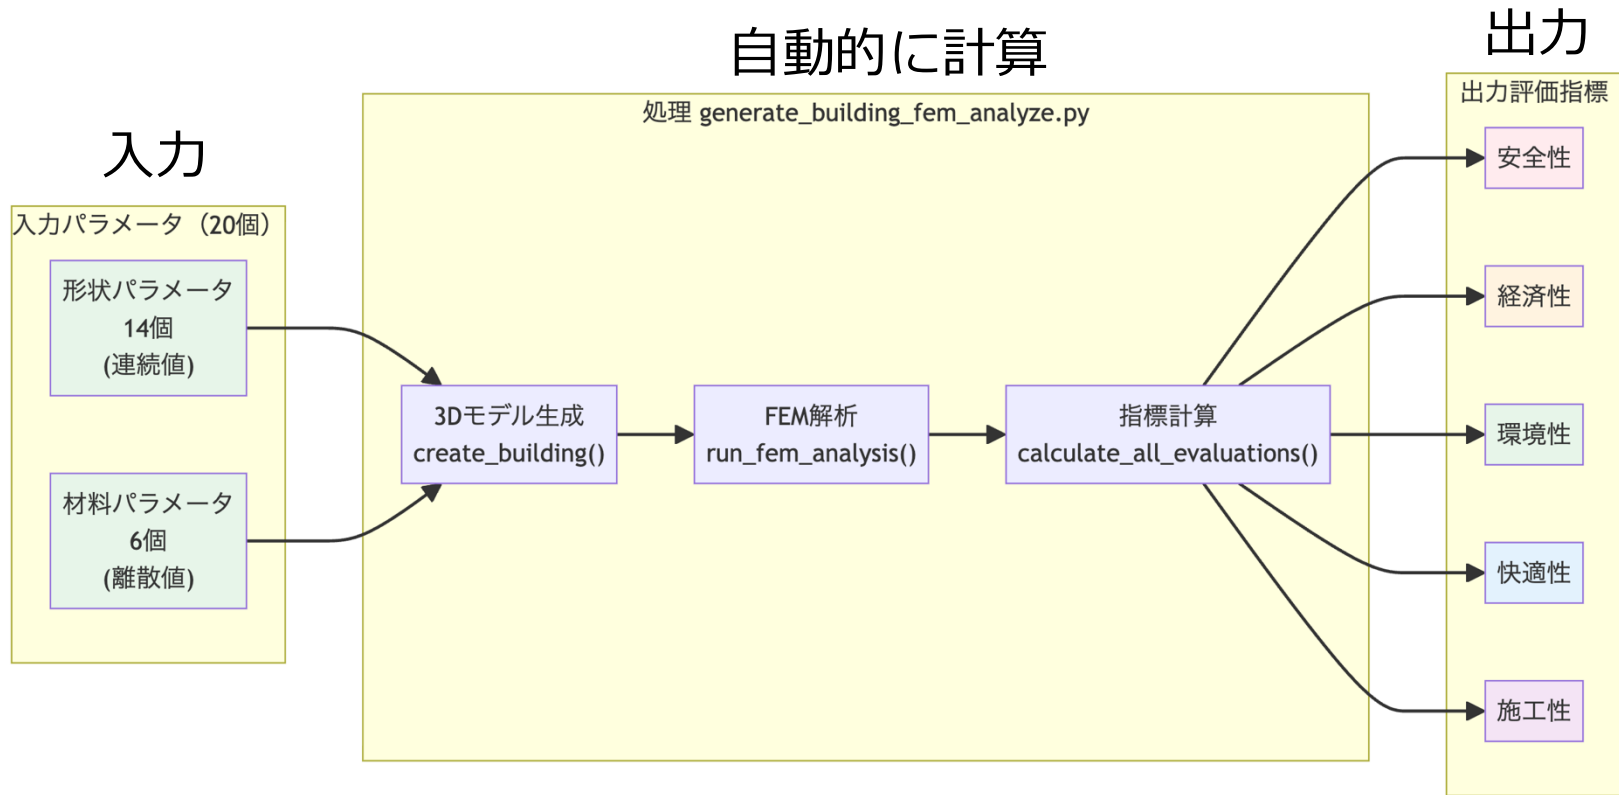 入力
入力パラメータ（20個）
形状パラメータ
14個
(連続値)
材料パラメータ
6個
(離散値)
自動的に計算
処理 generate_building_fem_analyze.py
3Dモデル生成
create_building()
FEM解析
run_fem_analysis()
指標計算
calculate_all_evaluations()
出力
出力評価指標
安全性
経済性
環境性
快適性
施工性